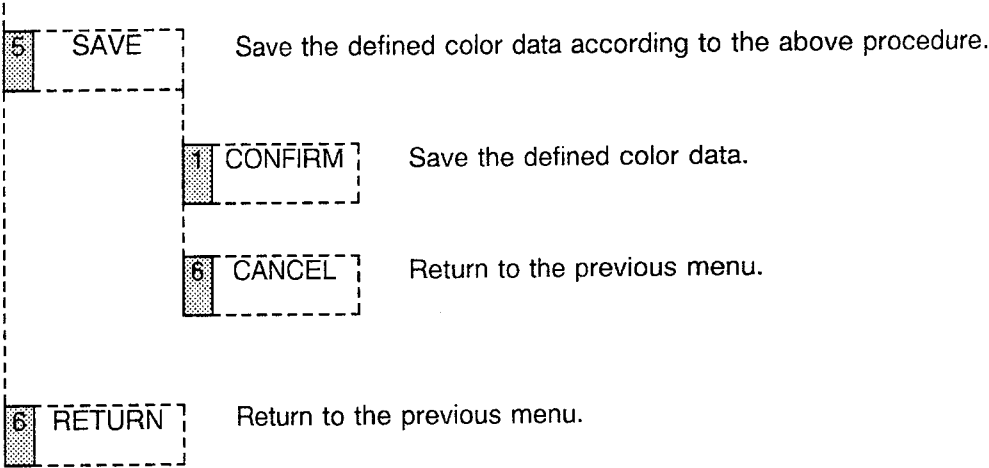 5 SAVE Save the defined color data according to the above procedure.
1 CONFIRM Save the defined color data.
6 CANCEL Return to the previous menu.
6 RETURN Return to the previous menu.